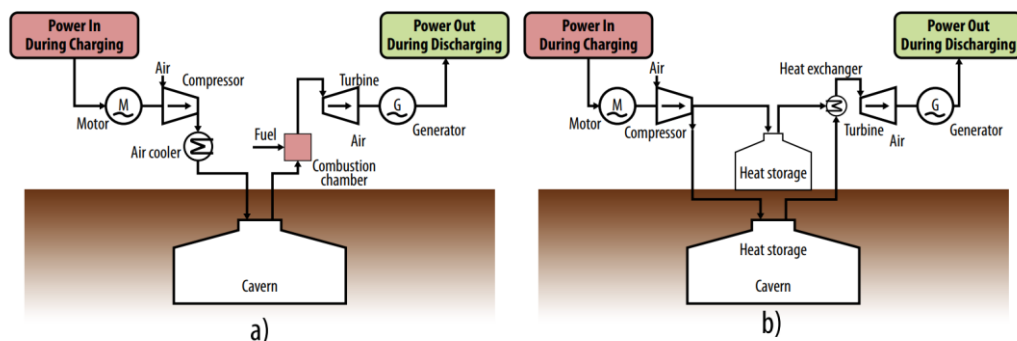 Power In
During Charging
Power Out
During Discharging
Air
Compressor
Turbine
M
G
Motor
Air
Generator
Air cooler
Fuel
Combustion
chamber
Cavern
a)
Power In
During Charging
Power Out
During Discharging
Air
Heat exchanger
M
G
Motor
Compressor
Turbine
Air
Generator
Heat storage
Heat storage
Cavern
b)